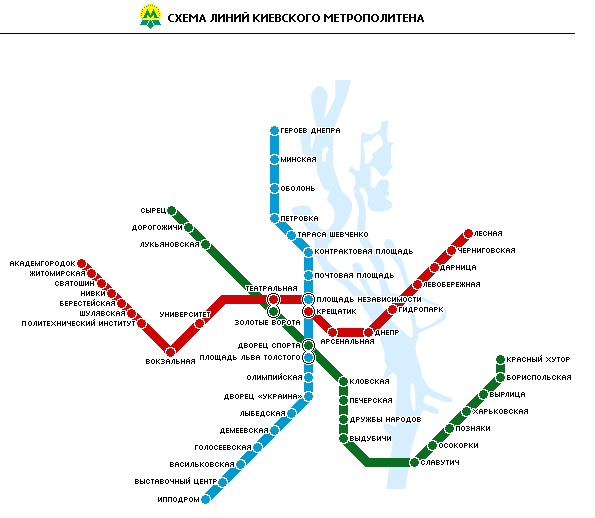 СХЕМА ЛИНИЙ КИЕВСКОГО МЕТРОПОЛИТЕНА
ГЕРОЕВ ДНЕПРА
МИНСКАЯ
ОБОЛОНЬ
СЫРЕЦ
ПЕТРОВКА
ДОРОГОЖИЧИ
ТАРАСА ШЕВЧЕНКО
ЛЕСНАЯ
ЛУКЬЯНОВСКАЯ
КОНТРАКТОВАЯ ПЛОЩАДЬ
ЧЕРНИГОВСКАЯ
АКАДЕМГОРОДОК
ДАРНИЦА
ЖИТОМИРСКАЯ
ПОЧТОВАЯ ПЛОЩАДЬ
СВЯТОШИН
ЛЕВОБЕРЕЖНАЯ
ТЕАТРАЛЬНАЯ
НИВКИ
ПЛОЩАДЬ НЕЗАВИСИМОСТИ
БЕРЕСТЕЙСКАЯ
ГИДРОПАРК
ШУЛЯВСКАЯ
УНИВЕРСИТЕТ
КРЕЩАТИК
ПОЛИТЕХНИЧЕСКИЙ ИНСТИТУТ
ЗОЛОТЫЕ ВОРОТА
ДНЕПР
АРСЕНАЛЬНАЯ
ДВОРЕЦ СПОРТА
ПЛОЩАДЬ ЛЬВА ТОЛСТОГО
ВОКЗАЛЬНАЯ
КРАСНЫЙ ХУТОР
ОЛИМПИЙСКАЯ
БОРИСПОЛЬСКАЯ
КЛОВСКАЯ
ДВОРЕЦ «УКРАИНА»
ВЫРЛИЦА
ПЕЧЕРСКАЯ
ЛЫБЕДСКАЯ
ХАРЬКОВСКАЯ
ДРУЖБЫ НАРОДОВ
ДЕМЕЕВСКАЯ
ПОЗНЯКИ
ВЫДУБИЧИ
ГОЛОСЕЕВСКАЯ
ОСОКОРКИ
ВАСИЛЬКОВСКАЯ
СЛАВУТИЧ
ВЫСТАВОЧНЫЙ ЦЕНТР
ИППОДРОМ